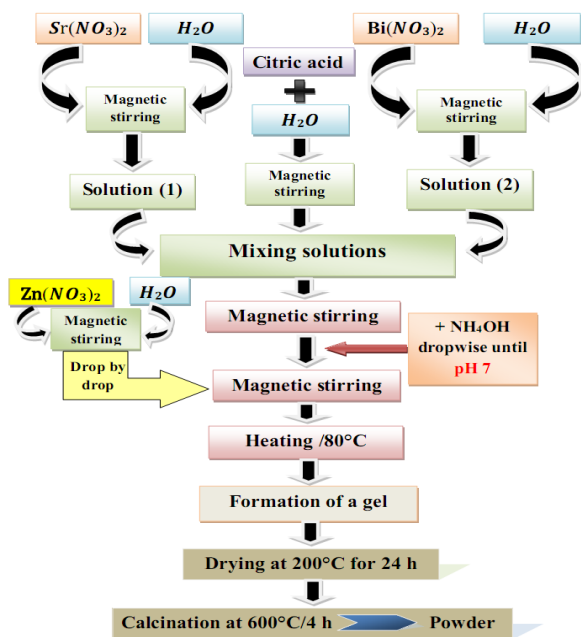 Sr(NO₃)₂
H₂O
Citric acid
H₂O
Bi(NO₃)₂
H₂O
Magnetic
stirring
Magnetic
stirring
Magnetic
stirring
Solution (1)
Solution (2)
Mixing solutions
Zn(NO₃)₂
H₂O
Magnetic
stirring
Magnetic stirring
+ NH₄OH
dropwise until
pH 7
Drop by
drop
Magnetic stirring
Heating /80°C
Formation of a gel
Drying at 200°C for 24 h
Calcination at 600°C/4 h
Powder